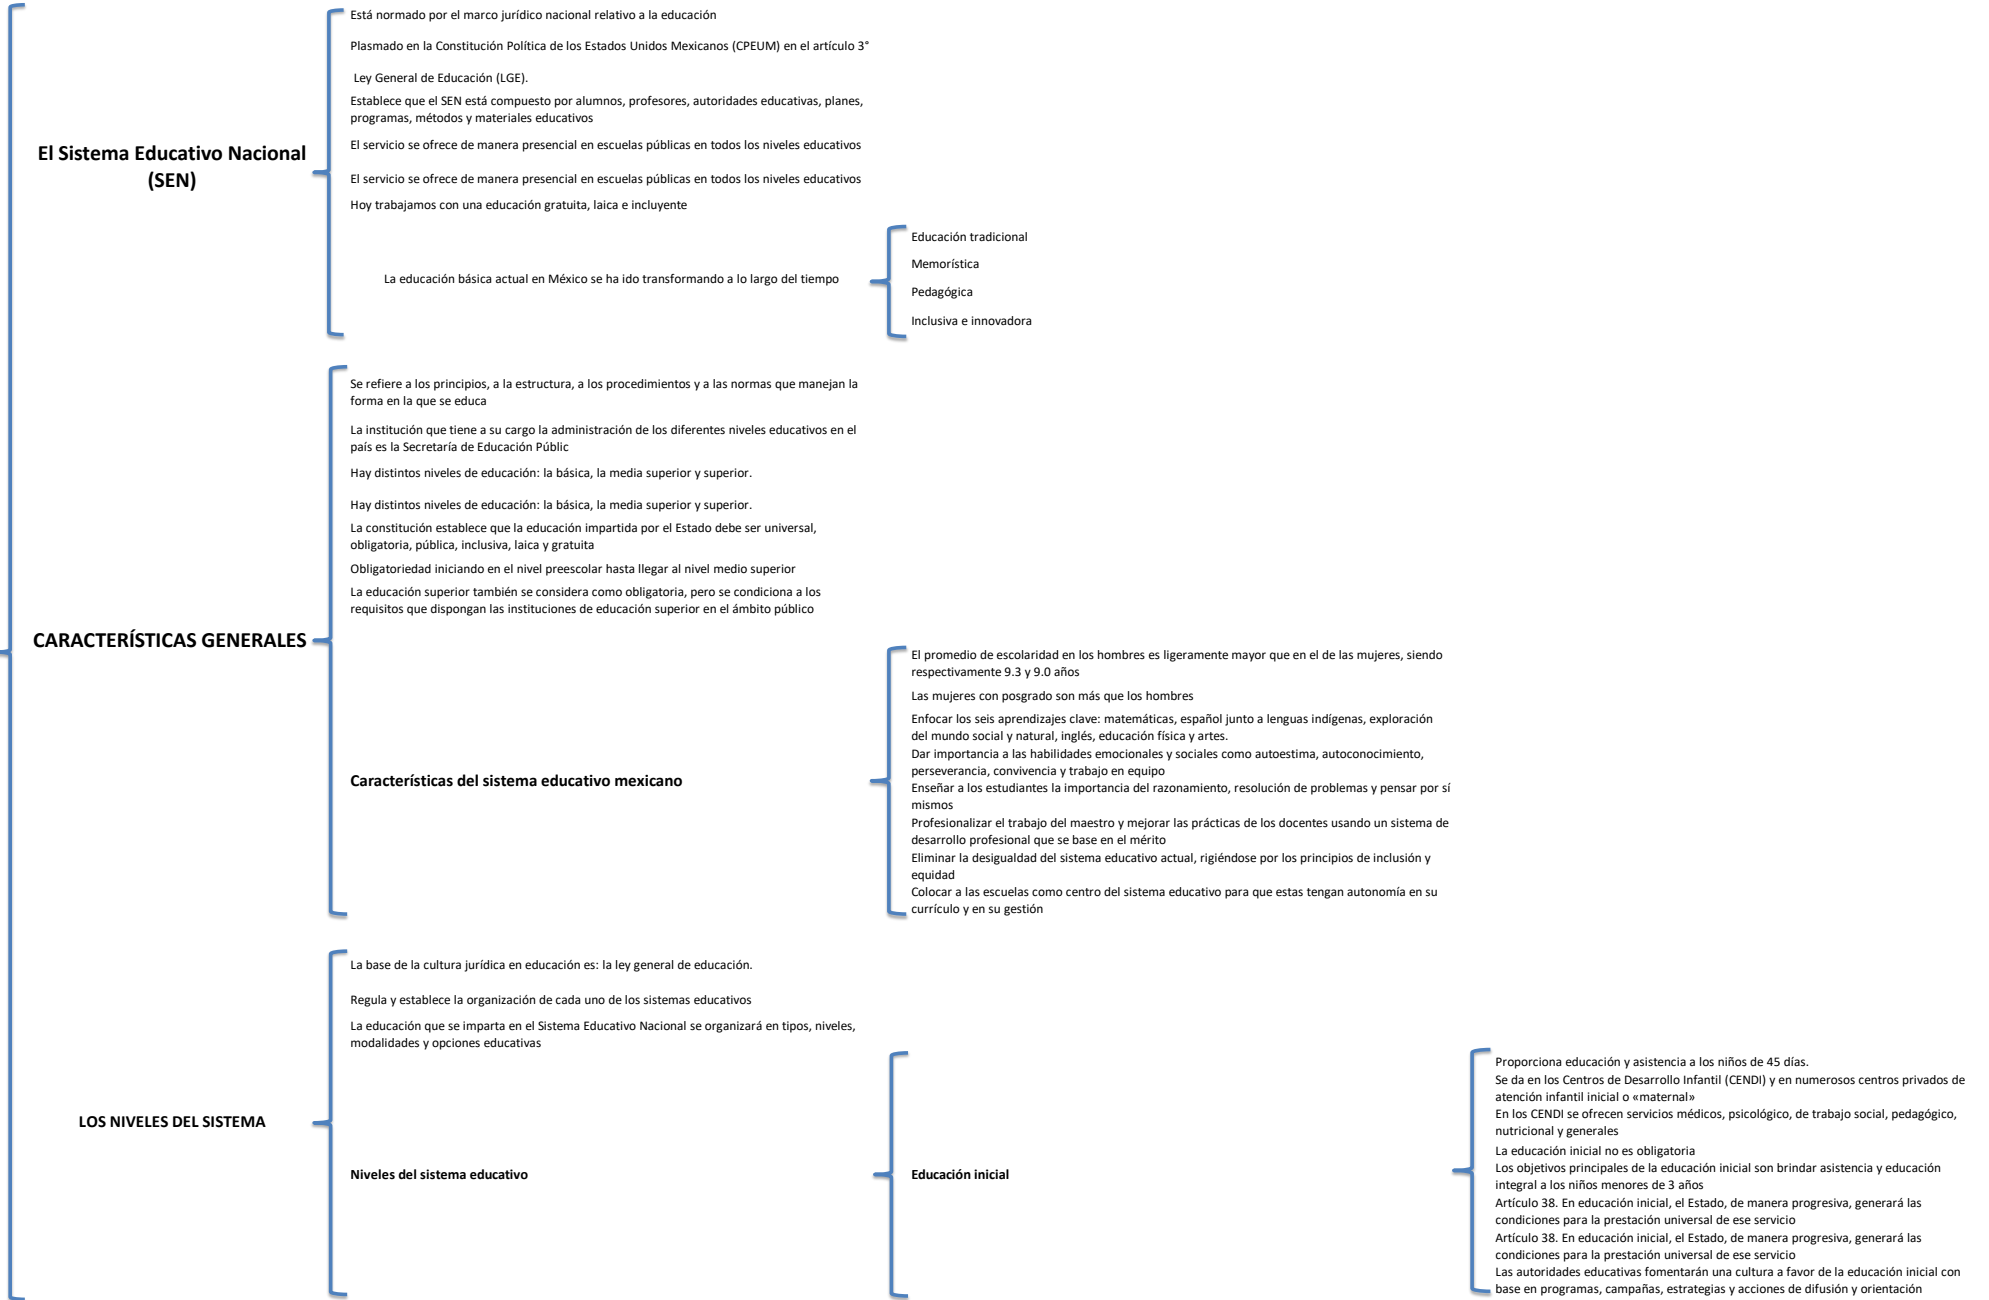 Está normado por el marco jurídico nacional relativo a la educación
Plasmado en la Constitución Política de los Estados Unidos Mexicanos (CPEUM) en el artículo 3°
Ley General de Educación (LGE).
Establece que el SEN está compuesto por alumnos, profesores, autoridades educativas, planes,
programas, métodos y materiales educativos
El Sistema Educativo Nacional
(SEN)
El servicio se ofrece de manera presencial en escuelas públicas en todos los niveles educativos
El servicio se ofrece de manera presencial en escuelas públicas en todos los niveles educativos
Hoy trabajamos con una educación gratuita, laica e incluyente
La educación básica actual en México se ha ido transformando a lo largo del tiempo
Educación tradicional
Memorística
Pedagógica
Inclusiva e innovadora
Se refiere a los principios, a la estructura, a los procedimientos y a las normas que manejan la
forma en la que se educa
La institución que tiene a su cargo la administración de los diferentes niveles educativos en el
país es la Secretaría de Educación Públic
Hay distintos niveles de educación: la básica, la media superior y superior.
Hay distintos niveles de educación: la básica, la media superior y superior.
La constitución establece que la educación impartida por el Estado debe ser universal,
obligatoria, pública, inclusiva, laica y gratuita
Obligatoriedad iniciando en el nivel preescolar hasta llegar al nivel medio superior
La educación superior también se considera como obligatoria, pero se condiciona a los
requisitos que dispongan las instituciones de educación superior en el ámbito público
CARACTERÍSTICAS GENERALES
Características del sistema educativo mexicano
El promedio de escolaridad en los hombres es ligeramente mayor que en el de las mujeres, siendo
respectivamente 9.3 y 9.0 años
Las mujeres con posgrado son más que los hombres
Enfocar los seis aprendizajes clave: matemáticas, español junto a lenguas indígenas, exploración
del mundo social y natural, inglés, educación física y artes.
Dar importancia a las habilidades emocionales y sociales como autoestima, autoconocimiento,
perseverancia, convivencia y trabajo en equipo
Enseñar a los estudiantes la importancia del razonamiento, resolución de problemas y pensar por sí
mismos
Profesionalizar el trabajo del maestro y mejorar las prácticas de los docentes usando un sistema de
desarrollo profesional que se base en el mérito
Eliminar la desigualdad del sistema educativo actual, rigiéndose por los principios de inclusión y
equidad
Colocar a las escuelas como centro del sistema educativo para que estas tengan autonomía en su
currículo y en su gestión
La base de la cultura jurídica en educación es: la ley general de educación.
Regula y establece la organización de cada uno de los sistemas educativos
La educación que se imparta en el Sistema Educativo Nacional se organizará en tipos, niveles,
modalidades y opciones educativas
LOS NIVELES DEL SISTEMA
Niveles del sistema educativo
Educación inicial
Proporciona educación y asistencia a los niños de 45 días.
Se da en los Centros de Desarrollo Infantil (CENDI) y en numerosos centros privados de
atención infantil inicial o «maternal»
En los CENDI se ofrecen servicios médicos, psicológico, de trabajo social, pedagógico,
nutricional y generales
La educación inicial no es obligatoria
Los objetivos principales de la educación inicial son brindar asistencia y educación
integral a los niños menores de 3 años
Artículo 38. En educación inicial, el Estado, de manera progresiva, generará las
condiciones para la prestación universal de ese servicio
Artículo 38. En educación inicial, el Estado, de manera progresiva, generará las
condiciones para la prestación universal de ese servicio
Las autoridades educativas fomentarán una cultura a favor de la educación inicial con
base en programas, campañas, estrategias y acciones de difusión y orientación